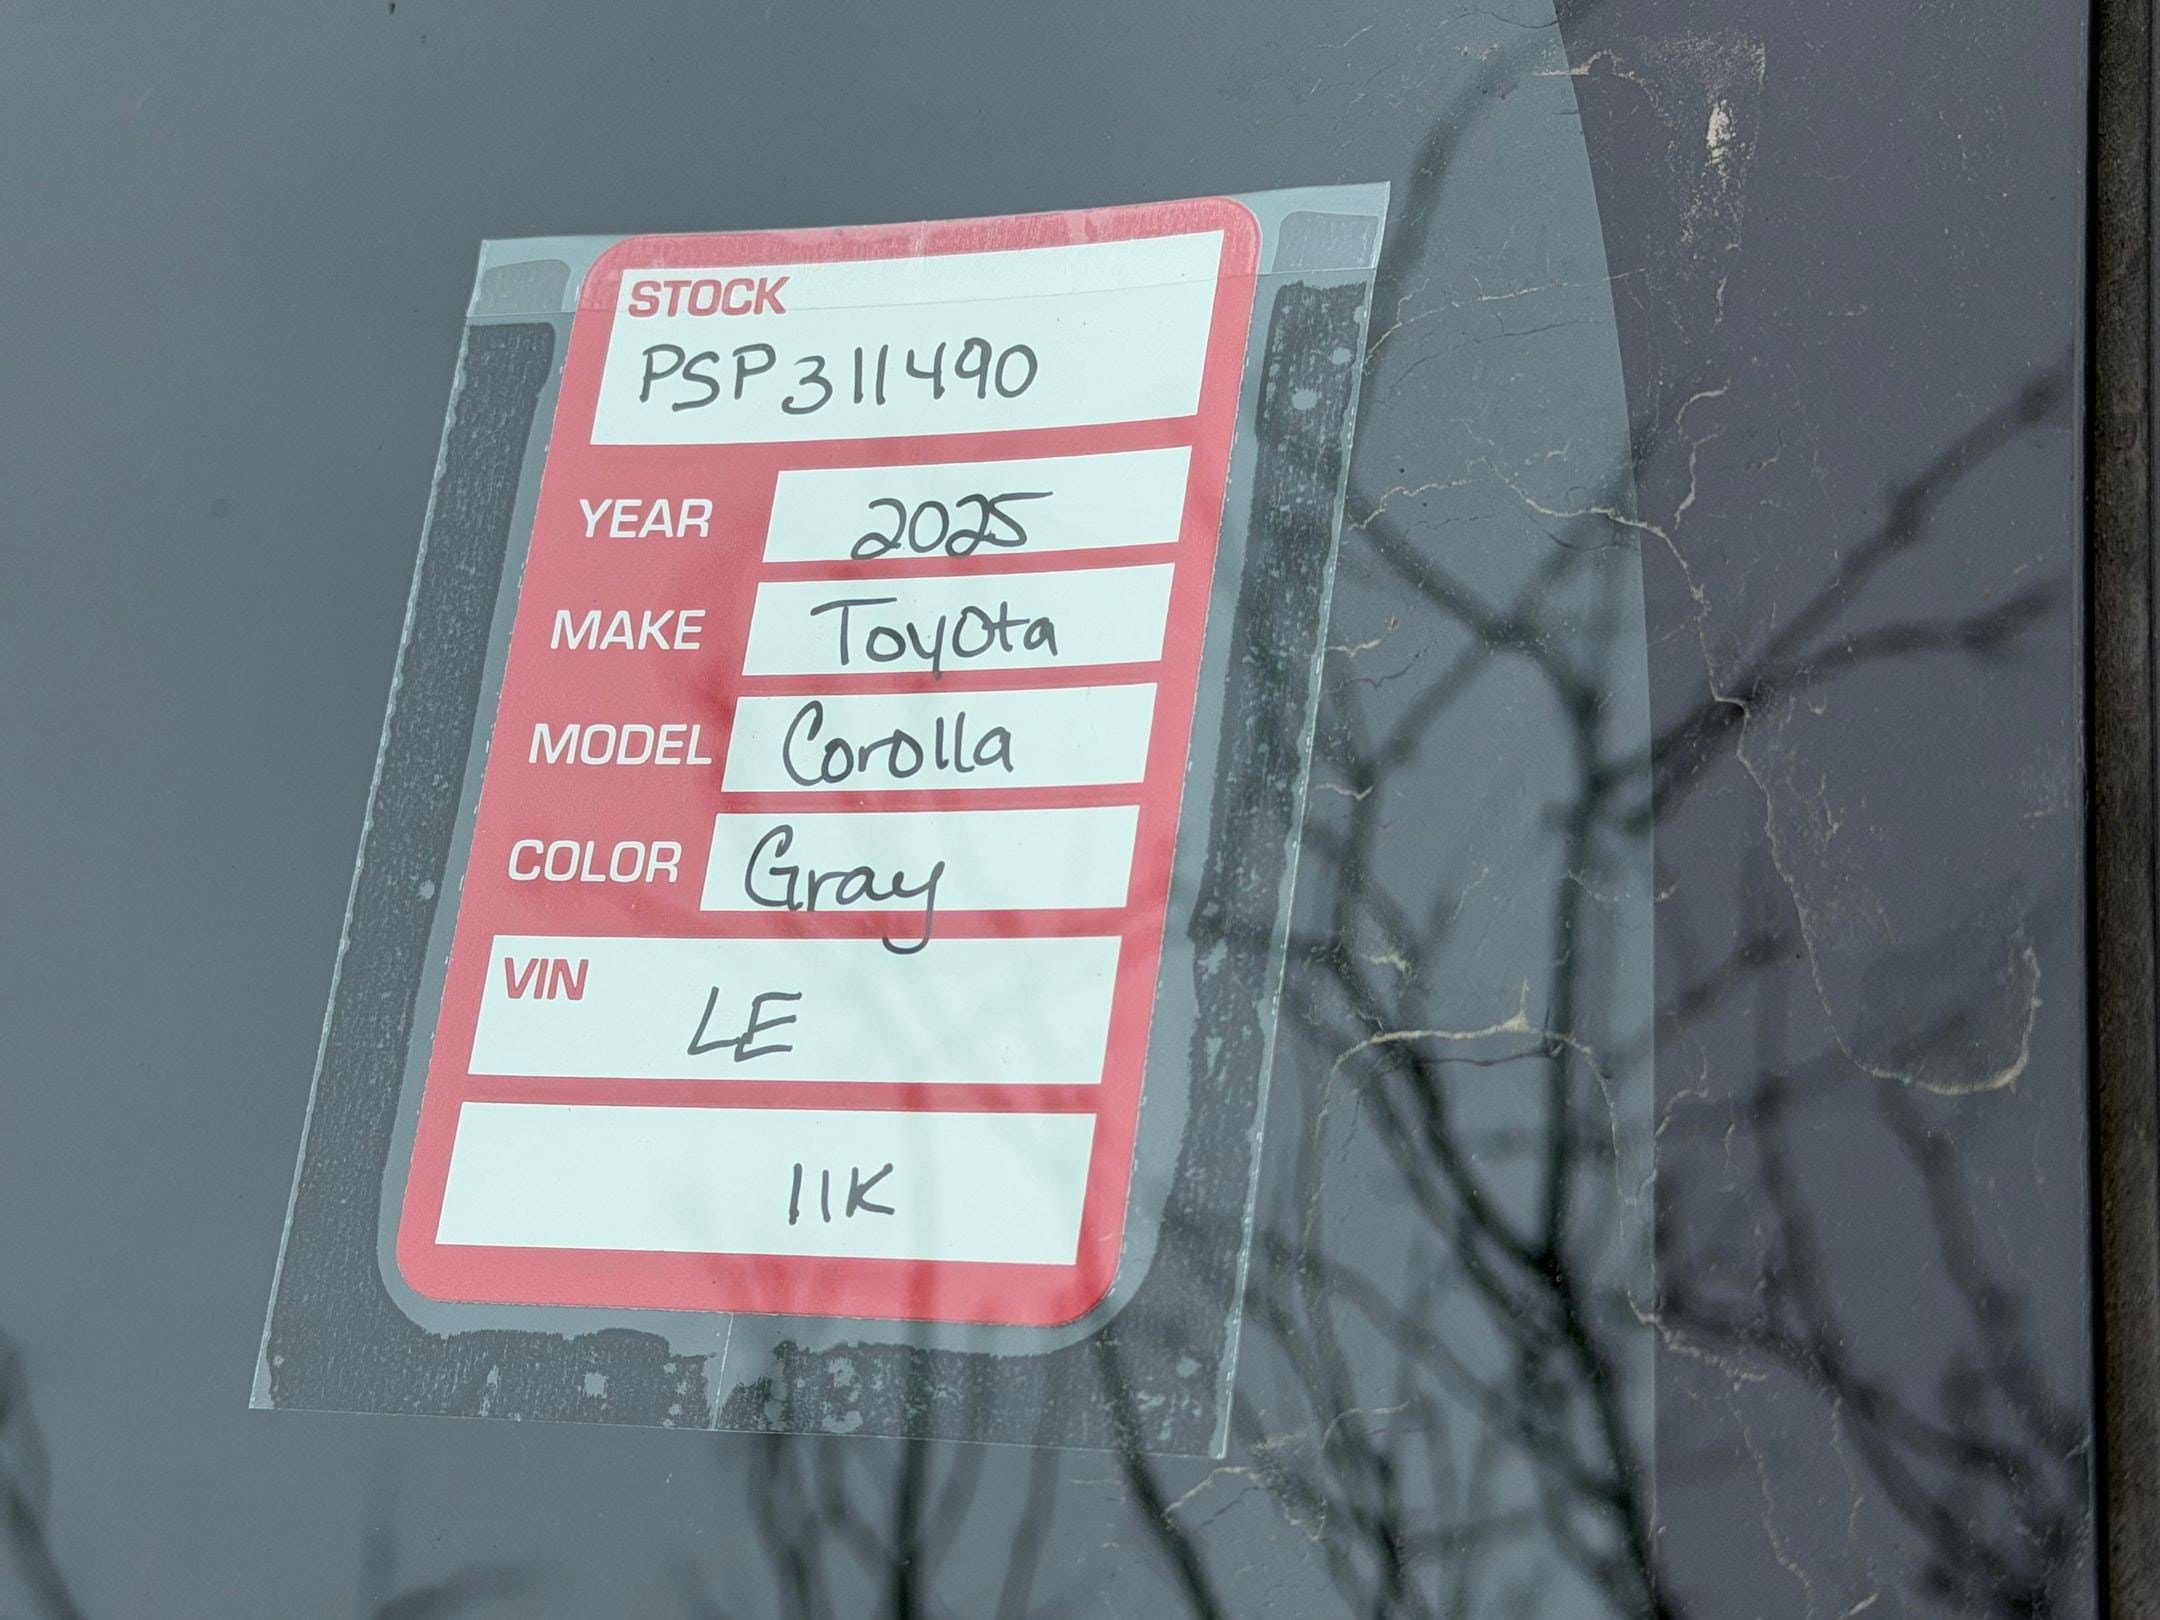 STOCK
PSP311490
YEAR 2025
MAKE Toyota
MODEL Corolla
COLOR Gray
VIN LE
11K